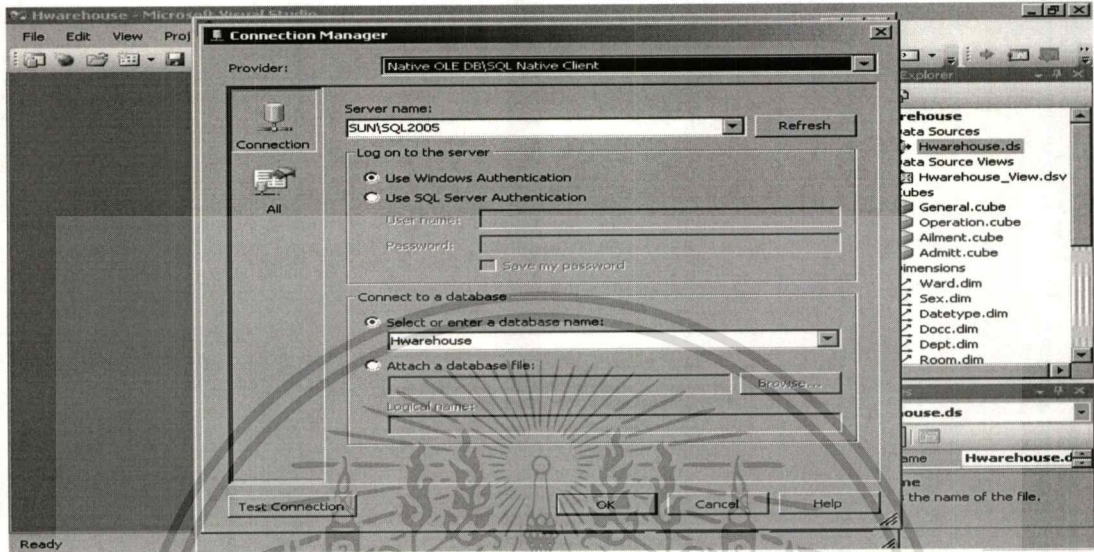 Hwarehouse - Microsoft Visual Studio
File Edit View Proj
Connection Manager
Provider:
Native OLE DB\SQL Native Client
Connection
All
Server name:
SUN\SQL2005
Refresh
Log on to the server
Use Windows Authentication
Use SQL Server Authentication
User name:
Password:
Save my password
Connect to a database
Select or enter a database name:
Hwarehouse
Attach a database file:
Browse...
Logical name:
Test Connection
OK
Cancel
Help
Explorer
rehouse
ata Sources
Hwarehouse.ds
ata Source Views
Hwarehouse_View.dsv
ubes
General.cube
Operation.cube
Ailment.cube
Admitt.cube
imensions
Ward.dim
Sex.dim
Datetype.dim
Docc.dim
Dept.dim
Room.dim
ouse.ds
ame Hwarehouse.d
me
s the name of the file.
Ready